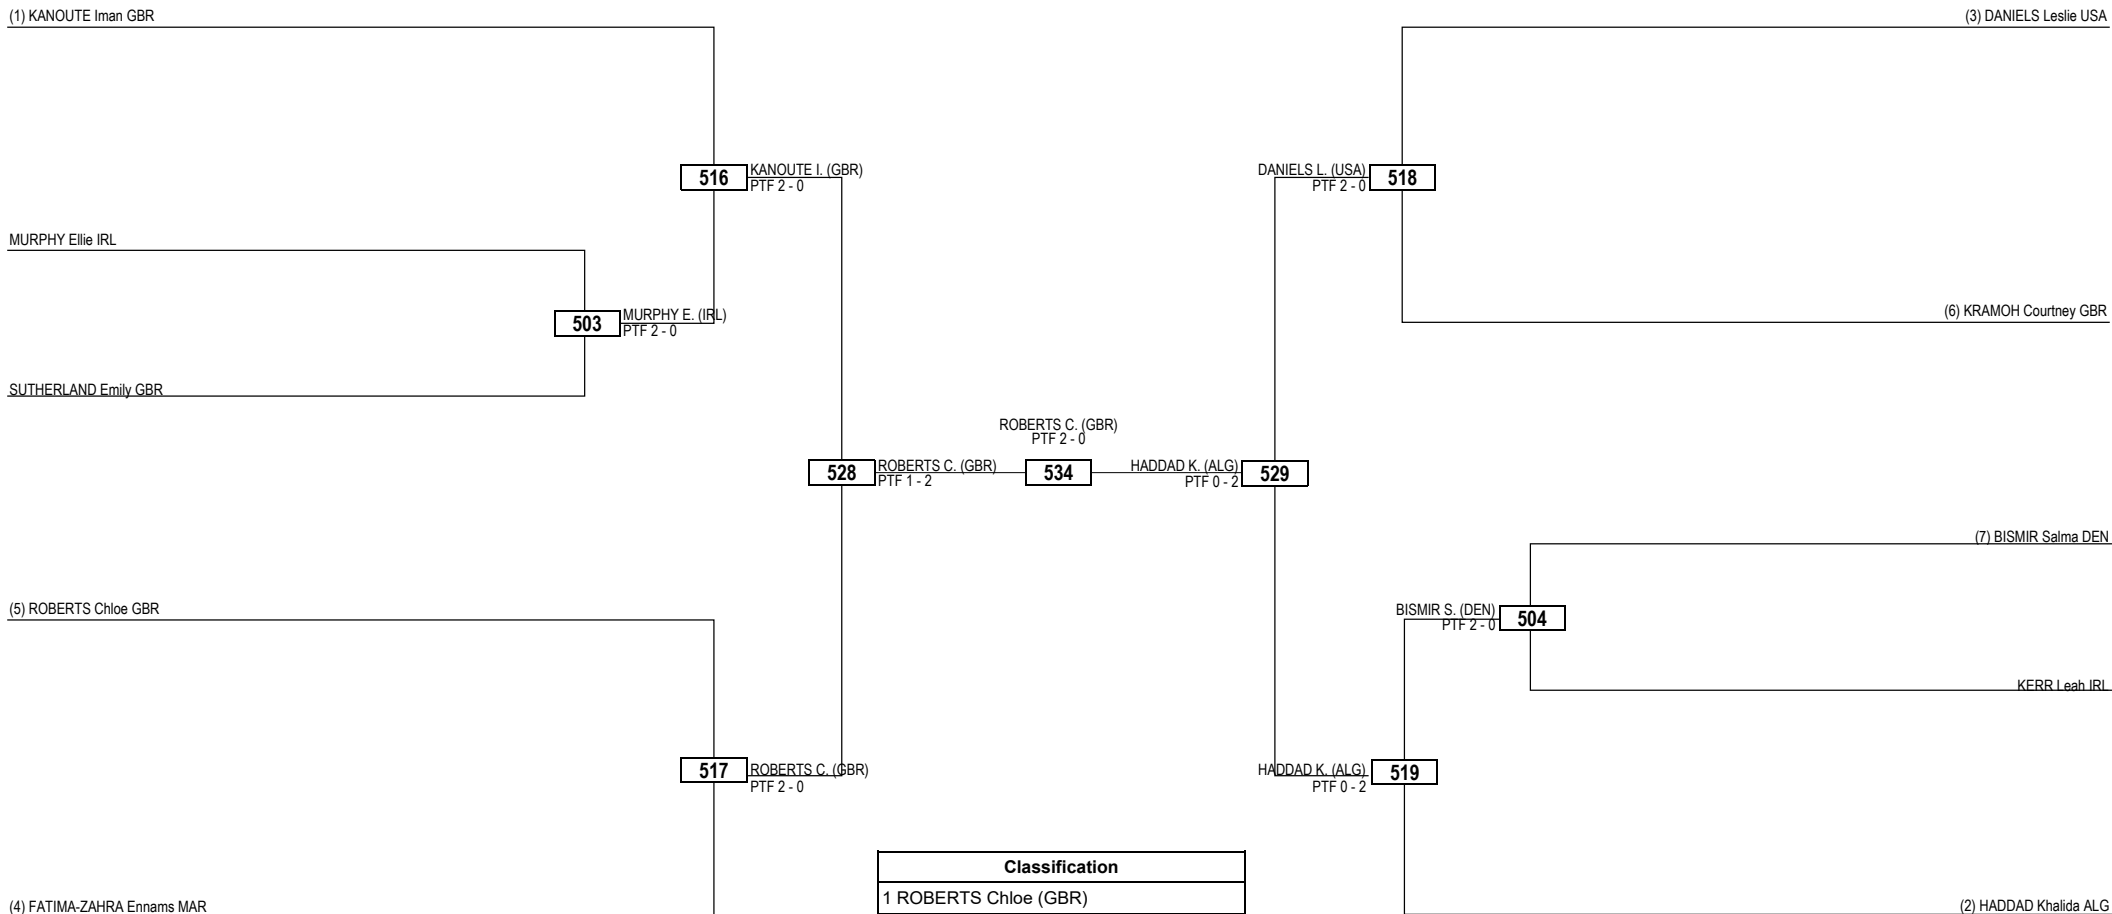 (1) KANOUTE Iman GBR
(3) DANIELS Leslie USA
516
KANOUTE I. (GBR)
PTF 2 - 0
DANIELS L. (USA)
PTF 2 - 0
518
MURPHY Ellie IRL
503
MURPHY E. (IRL)
PTF 2 - 0
(6) KRAMOH Courtney GBR
SUTHERLAND Emily GBR
ROBERTS C. (GBR)
PTF 2 - 0
528
ROBERTS C. (GBR)
PTF 1 - 2
534
HADDAD K. (ALG)
PTF 0 - 2
529
(7) BISMIR Salma DEN
(5) ROBERTS Chloe GBR
BISMIR S. (DEN)
PTF 2 - 0
504
KERR Leah IRL
517
ROBERTS C. (GBR)
PTF 2 - 0
HADDAD K. (ALG)
PTF 0 - 2
519
Classification
1 ROBERTS Chloe (GBR)
(4) FATIMA-ZAHRA Ennams MAR
(2) HADDAD Khalida ALG